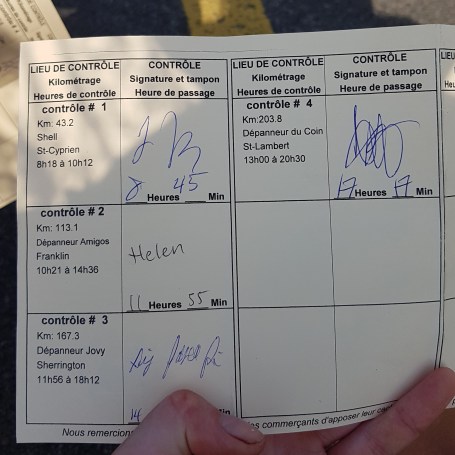 LIEU DE CONTRÔLE
Kilométrage
Heures de contrôle
CONTRÔLE
Signature et tampon
Heure de passage
contrôle # 1
Km: 43.2
Shell
St-Cyprien
8h18 à 10h12
8 Heures 45 Min
contrôle # 2
Km: 113.1
Dépanneur Amigos
Franklin
10h21 à 14h36
Helen
11 Heures 55 Min
contrôle # 3
Km: 167.3
Dépanneur Jovy
Sherrington
11h56 à 18h12
14
LIEU DE CONTRÔLE
Kilométrage
Heures de contrôle
CONTRÔLE
Signature et tampon
Heure de passage
contrôle # 4
Km:203.8
Dépanneur du Coin
St-Lambert
13h00 à 20h30
17 Heures 17 Min
Nous remercions commerçants d'apposer leur